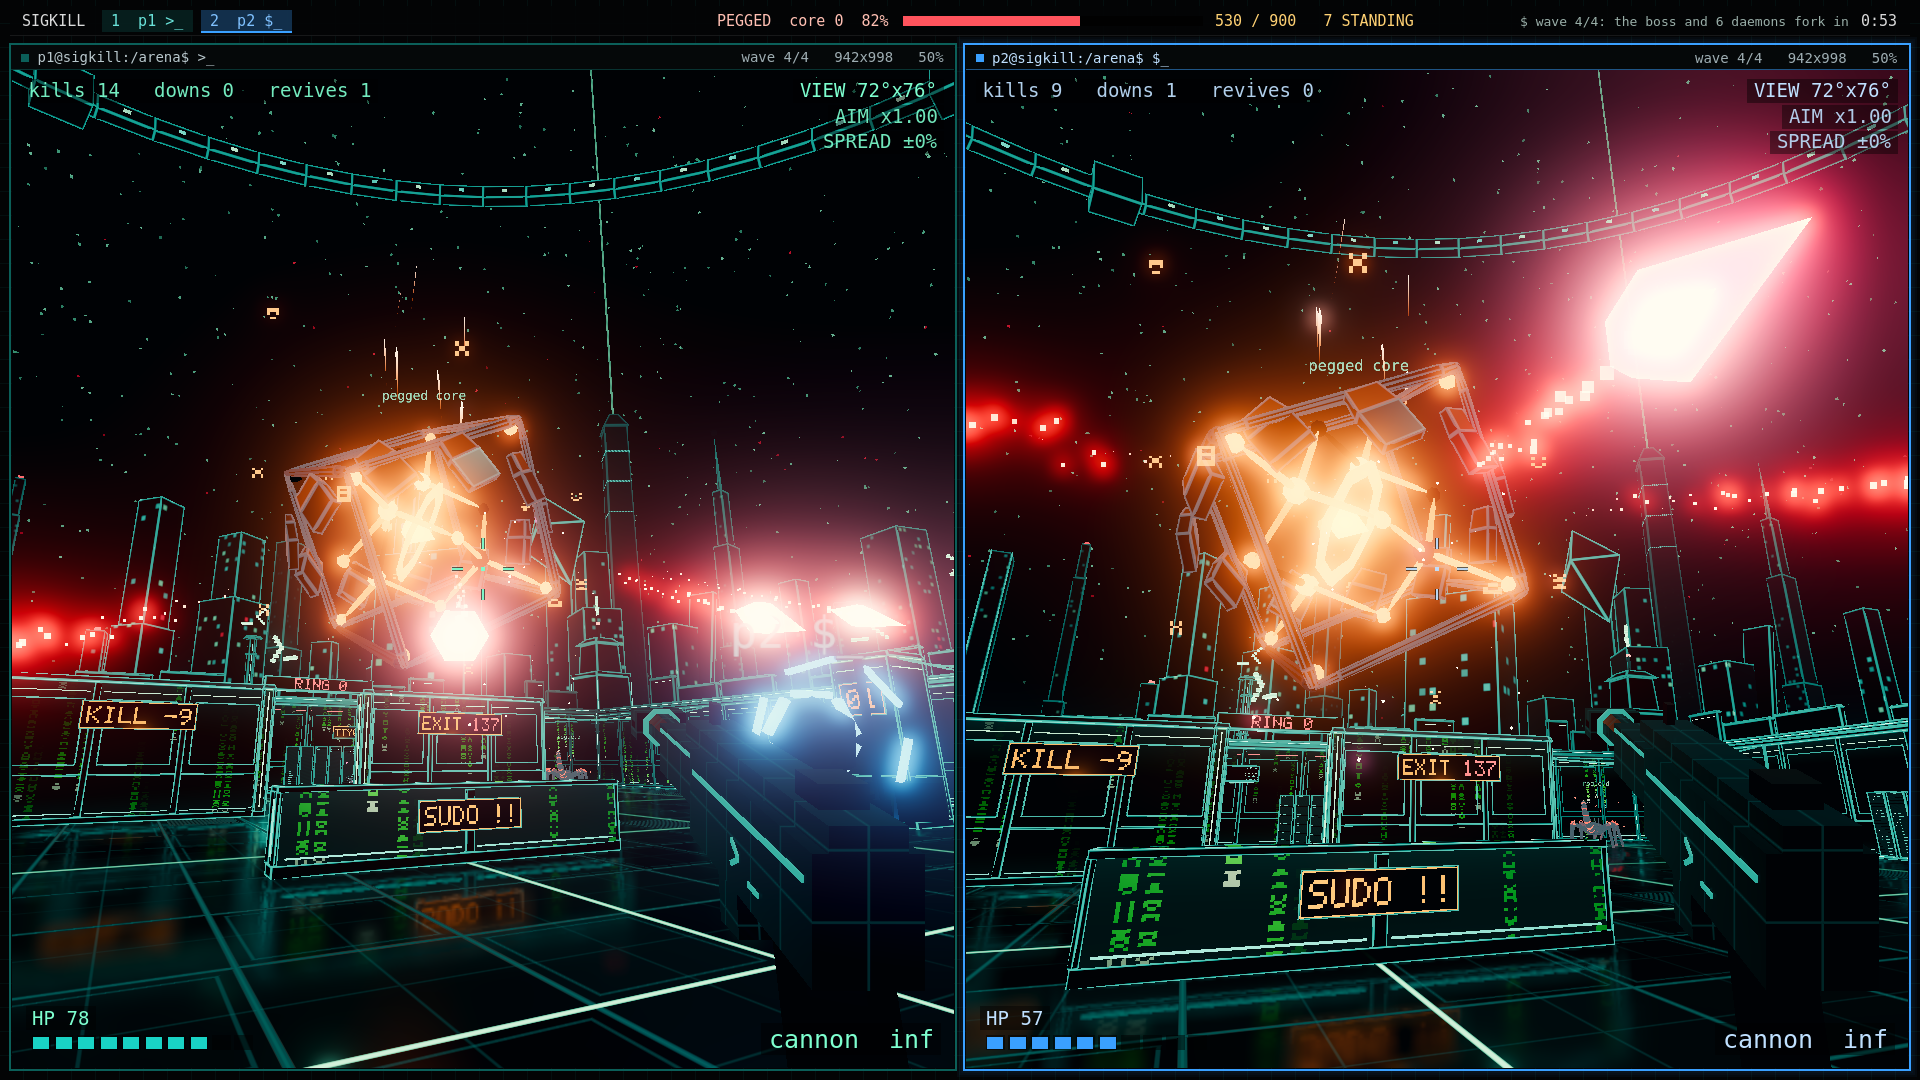 SIGKILL 1 p1 >_ 2 p2 $_ PEGGED core 0 82% 530 / 900 7 STANDING $ wave 4/4: the boss and 6 daemons fork in 0:53
p1@sigkill:/arena$ >_ wave 4/4 942x998 50%
kills 14 downs 0 revives 1
VIEW 72°x76°
AIM x1.00
SPREAD ±0%
pegged core
p2 $
RING 0
KILL -9
EXIT 137
TTY0
SUDO !!
HP 78
cannon inf
p2@sigkill:/arena$ $_ wave 4/4 942x998 50%
kills 9 downs 1 revives 0
VIEW 72°x76°
AIM x1.00
SPREAD ±0%
pegged core
RING 0
KILL -9
EXIT 137
SUDO !!
HP 57
cannon inf